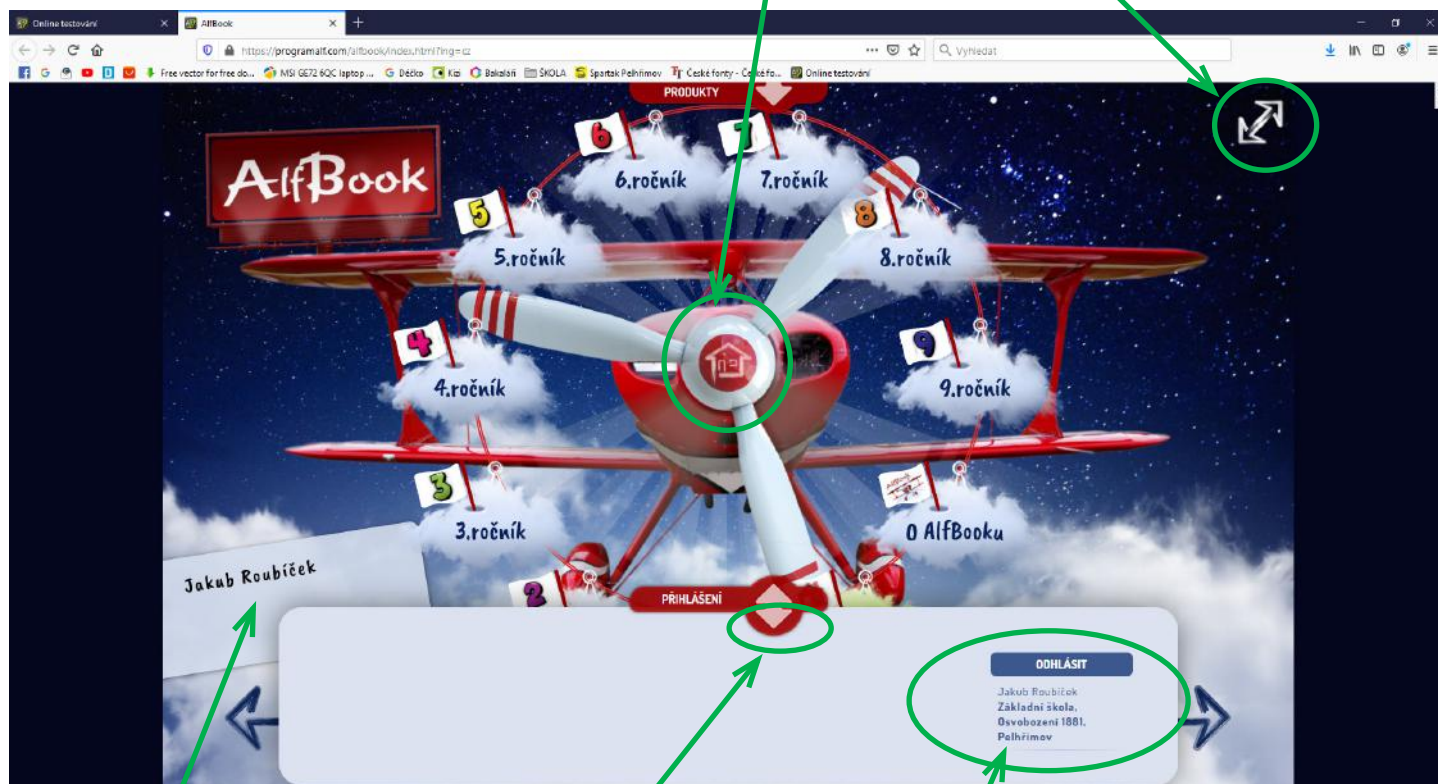 Online testování
AlfBook
https://programalf.com/alfbook/index.html?lng=cz
Vyhledat
Free vector for free do...
MSI GE72 6QC laptop ...
Déčko
Kizi
Bakaláři
ŠKOLA
Spartak Pelhřimov
České fonty - České fo...
Online testování
PRODUKTY
AlfBook
6
6.ročník
7
7.ročník
5
5.ročník
8
8.ročník
4
4.ročník
9
9.ročník
3
3.ročník
O AlfBooku
2
Jakub Roubíček
PŘIHLÁŠENÍ
ODHLÁSIT
Jakub Roubíček
Základní škola,
Osvobození 1881,
Pelhřimov